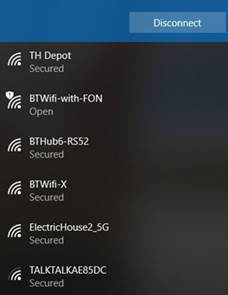 Disconnect
TH Depot
Secured
BTWifi-with-FON
Open
BTHub6-RS52
Secured
BTWifi-X
Secured
ElectricHouse2_5G
Secured
TALKTALKAE85DC
Secured